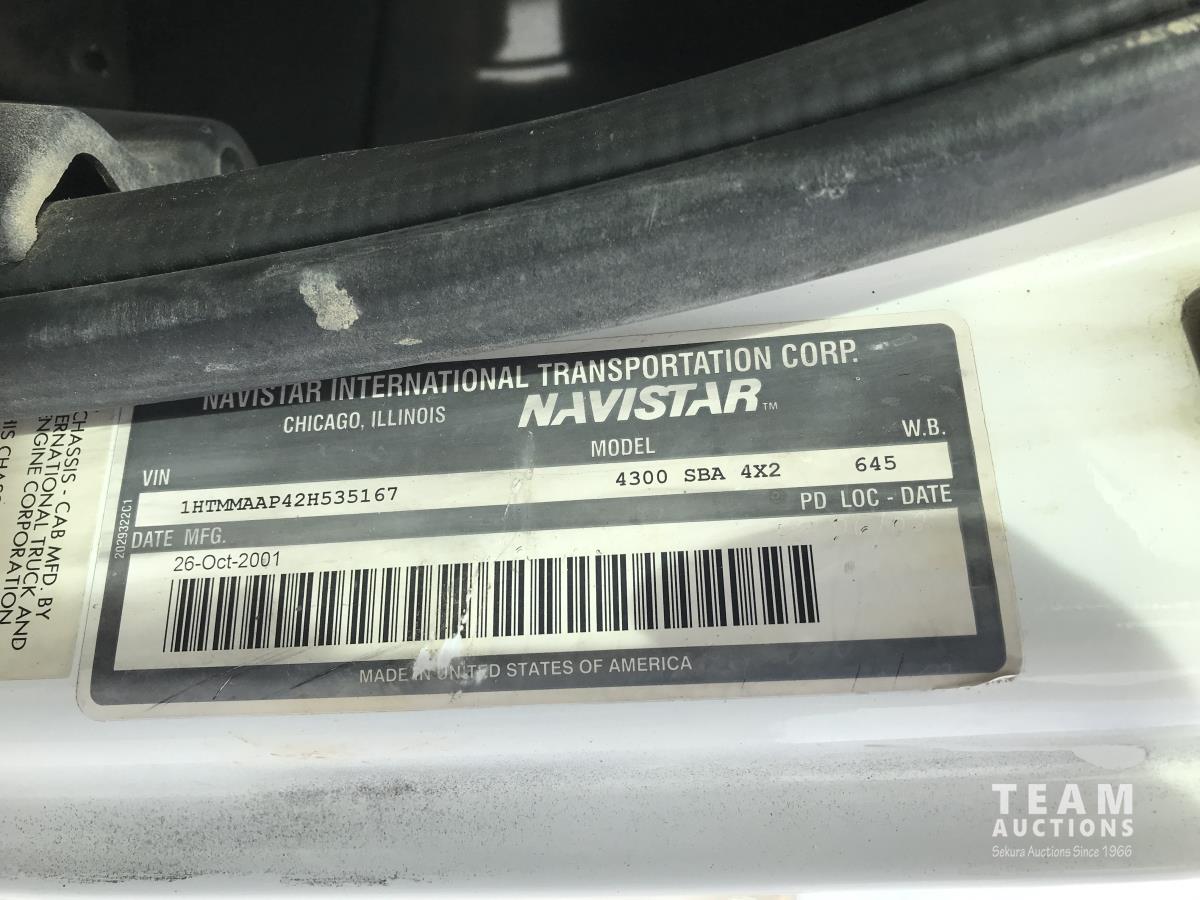 NAVISTAR INTERNATIONAL TRANSPORTATION CORP.
CHICAGO, ILLINOIS NAVISTAR™
VIN MODEL W.B.
1HTMMAAP42H535167 4300 SBA 4X2 645
DATE MFG. PD LOC - DATE
26-Oct-2001
MADE IN UNITED STATES OF AMERICA
2029322C1
CHASSIS - CAB MFD. BY
ERNATIONAL TRUCK AND
ENGINE CORPORATION
TEAM
AUCTIONS
Sekura Auctions Since 1966